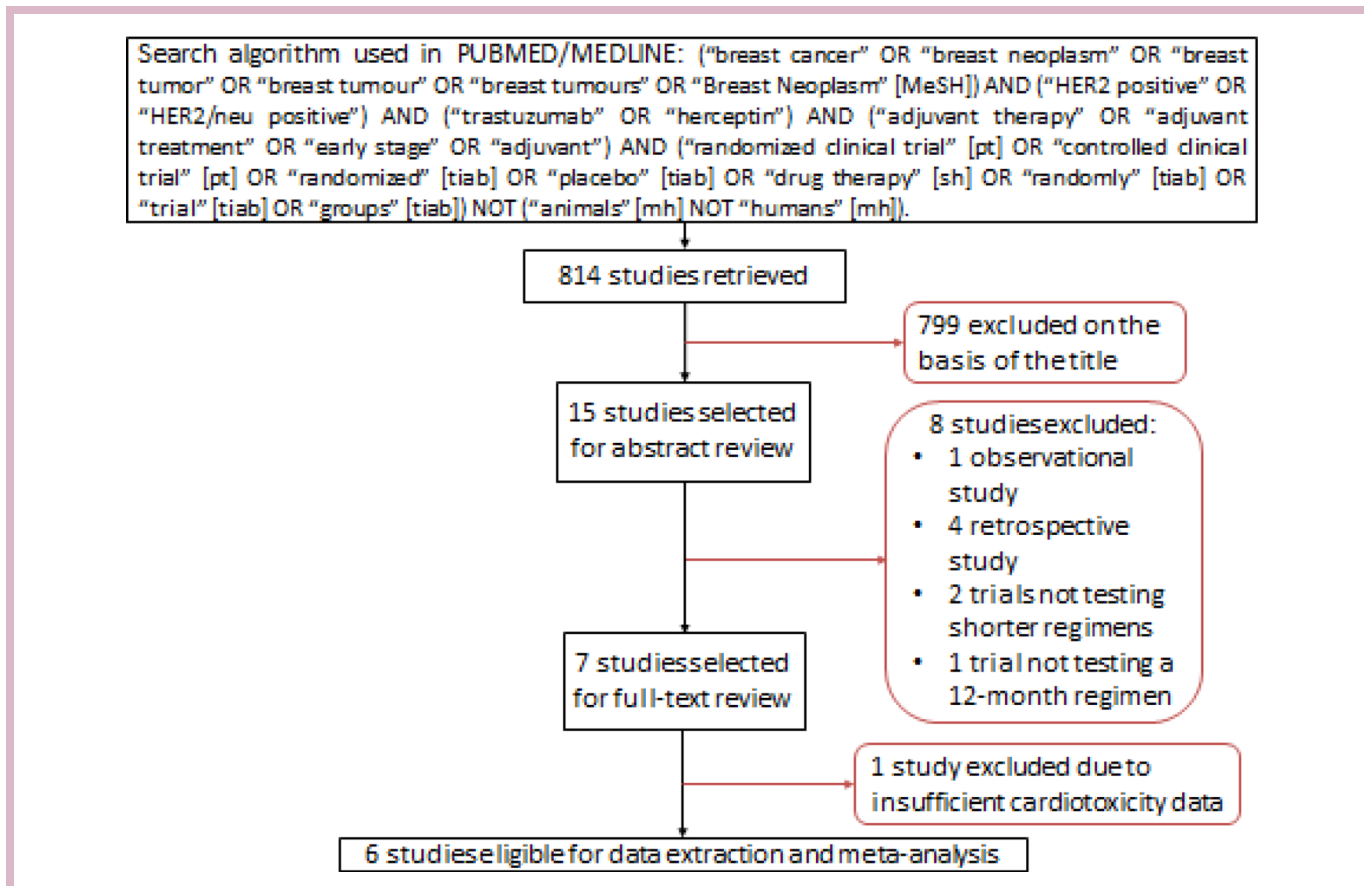 Search algorithm used in PUBMED/MEDLINE: (“breast cancer” OR “breast neoplasm” OR “breast
tumor” OR “breast tumour” OR “breast tumours” OR “Breast Neoplasm” [MeSH]) AND (“HER2 positive” OR
“HER2/neu positive”) AND (“trastuzumab” OR “herceptin”) AND (“adjuvant therapy” OR “adjuvant
treatment” OR “early stage” OR “adjuvant”) AND (“randomized clinical trial” [pt] OR “controlled clinical
trial” [pt] OR “randomized” [tiab] OR “placebo” [tiab] OR “drug therapy” [sh] OR “randomly” [tiab] OR
“trial” [tiab] OR “groups” [tiab]) NOT (“animals” [mh] NOT “humans” [mh]).
814 studies retrieved
799 excluded on the
basis of the title
15 studies selected
for abstract review
8 studies excluded:
• 1 observational
study
• 4 retrospective
study
• 2 trials not testing
shorter regimens
• 1 trial not testing a
12-month regimen
7 studies selected
for full-text review
1 study excluded due to
insufficient cardiotoxicity data
6 studies eligible for data extraction and meta-analysis